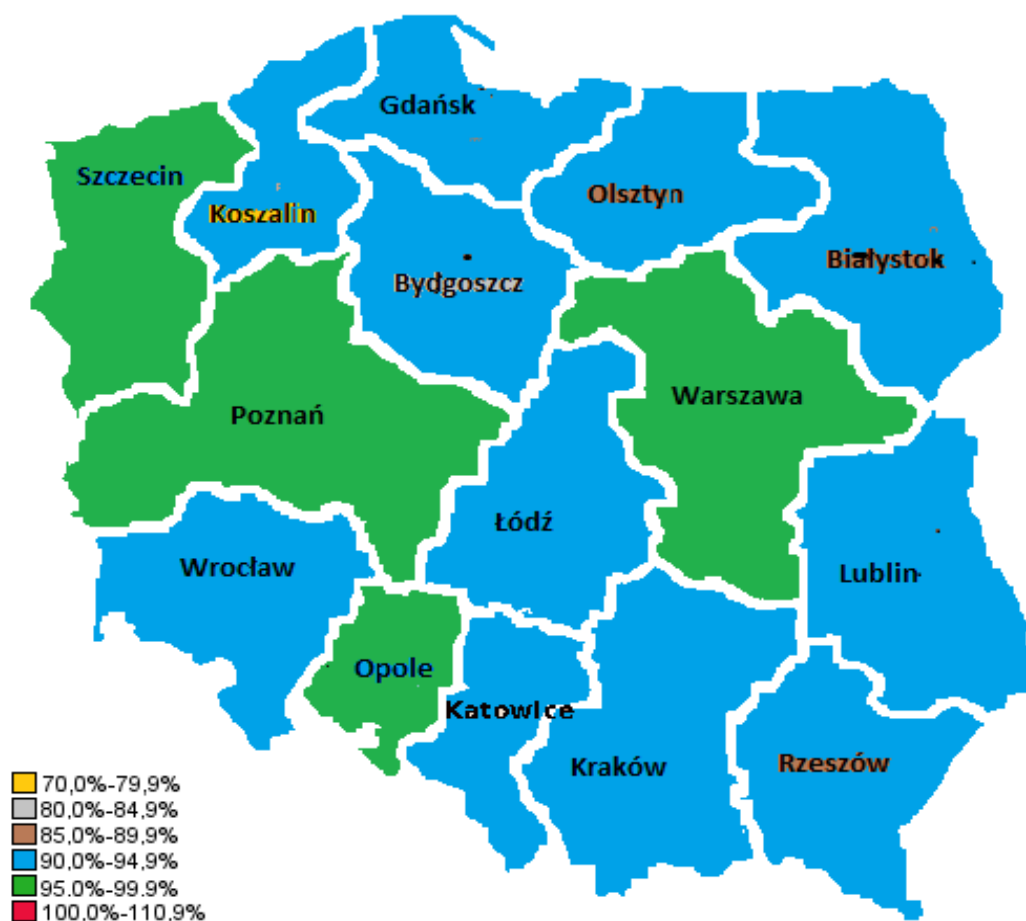 Gdańsk
Szczecin
Koszalin
Olsztyn
Białystok
Bydgoszcz
Poznań
Warszawa
Łódź
Wrocław
Lublin
Opole
Katowice
Kraków
Rzeszów
70,0%-79,9%
80,0%-84,9%
85,0%-89,9%
90,0%-94,9%
95.0%-99.9%
100,0%-110,9%